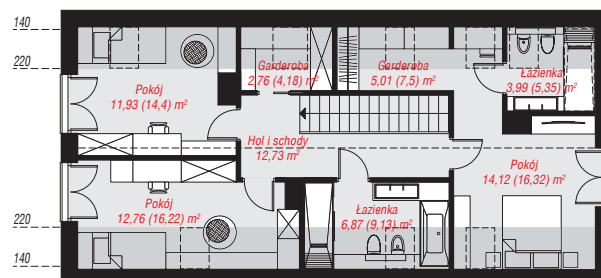 140
220
Pokój
11,93 (14,4) m²
Garderoba
2,76 (4,18) m²
Garderoba
5,01 (7,5) m²
Łazienka
3,99 (5,35) m²
Hol i schody
12,73 m²
Pokój
14,12 (16,32) m²
Pokój
12,76 (16,22) m²
Łazienka
6,87 (9,13) m²
220
140